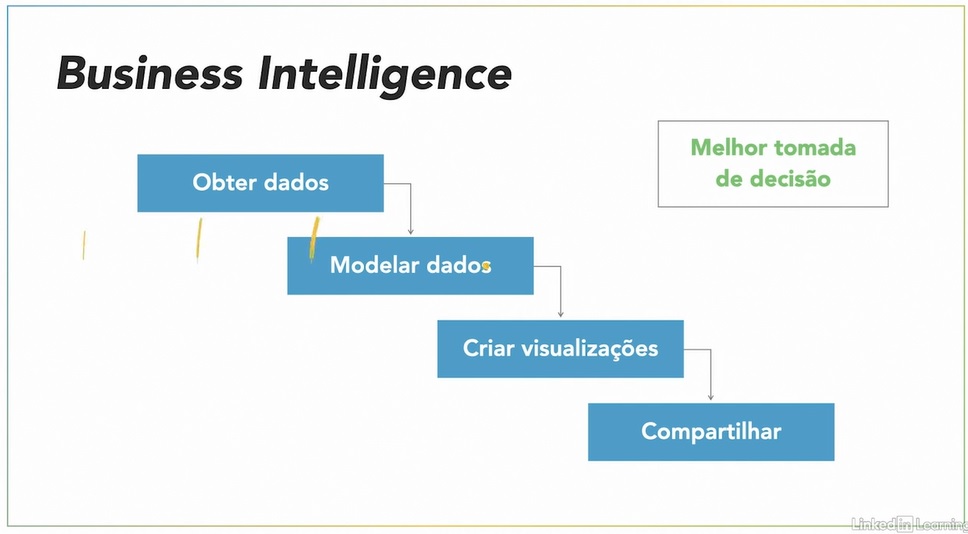 Business Intelligence
Melhor tomada
de decisão
Obter dados
Modelar dados
Criar visualizações
Compartilhar
LinkedIn Learning